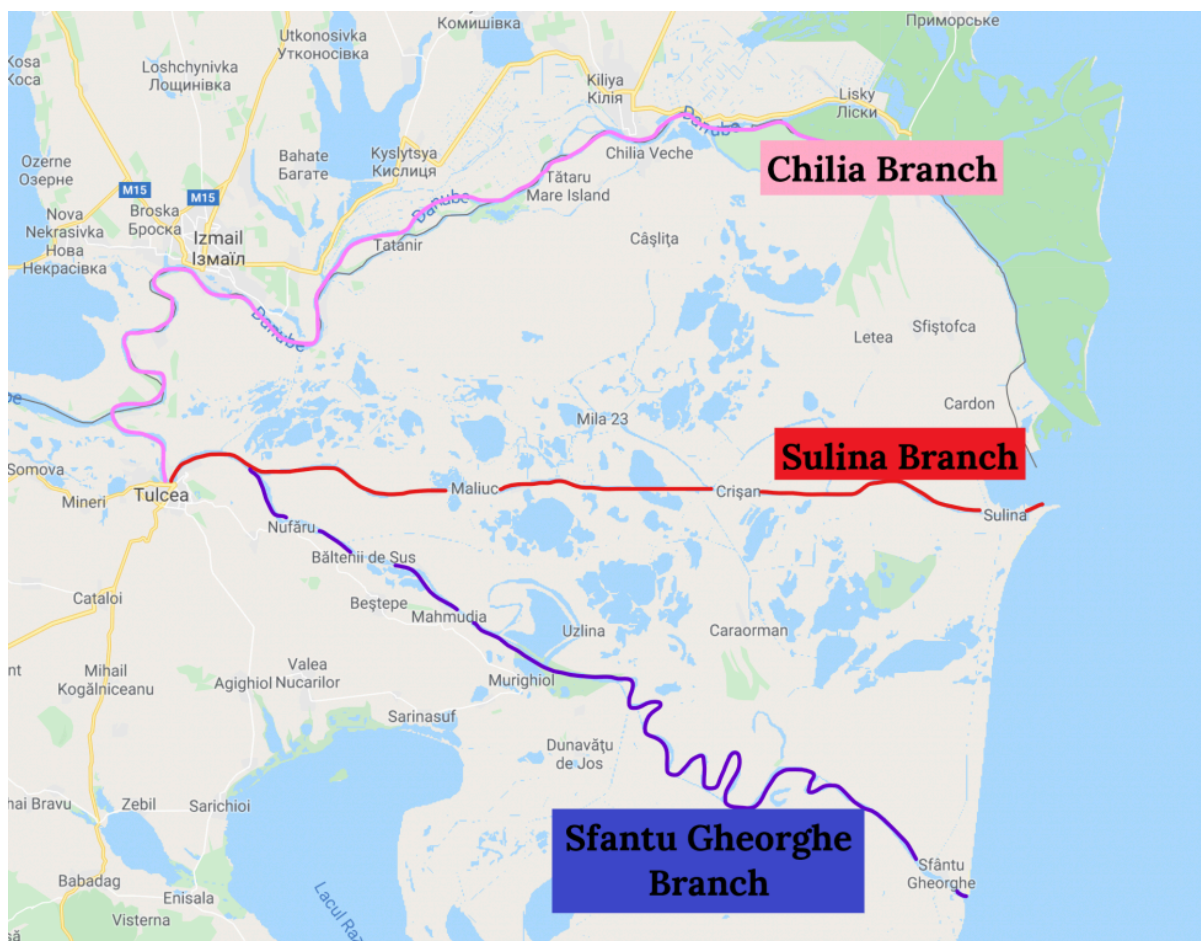 Комишівка
Приморське
Utkonosivka
Утконосівка
Kosa
Коса
Loshchynivka
Лощинівка
Kiliya
Кілія
Lisky
Ліски
Danube
Ozerne
Озерне
Bahate
Багате
Kyslytsya
Кислиця
Chilia Veche
Chilia Branch
M15
M15
Tătaru
Mare Island
Nova
Nekrasivka
Нова
Некрасівка
Broska
Броска
Izmail
Ізмаїл
Danube
Tatanir
Câşliţa
Danube
Letea
Sfiştofca
Cardon
Mila 23
Sulina Branch
Somova
Mineri
Tulcea
Maliuc
Crişan
Sulina
Nufăru
Băltenii de Sus
Cataloi
Beştepe
Mahmudia
Uzlina
Caraorman
Mihail
Kogălniceanu
Valea
Nucarilor
Agighiol
Murighiol
Sarinasuf
Dunavăţu
de Jos
hai Bravu
Zebil
Sarichioi
Sfantu Gheorghe
Branch
Sfântu
Gheorghe
Babadag
Enisala
Visterna
Lacul Raz